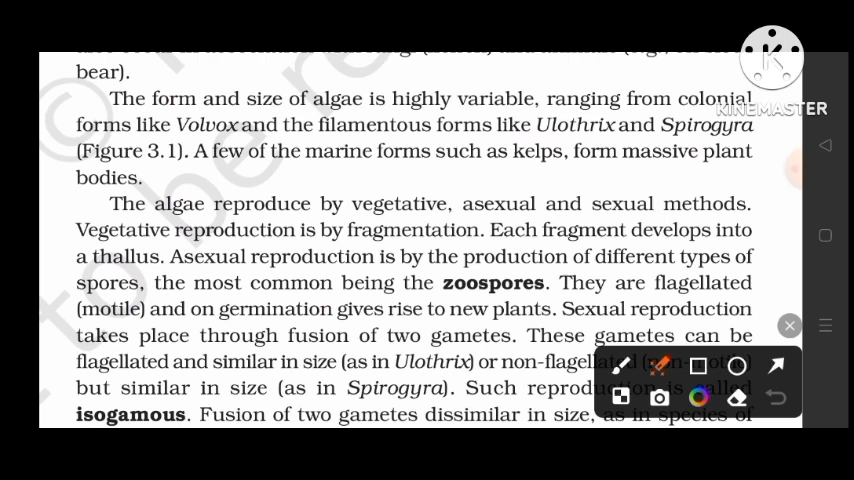 bear).
The form and size of algae is highly variable, ranging from colonial
forms like Volvox and the filamentous forms like Ulothrix and Spirogyra
(Figure 3.1). A few of the marine forms such as kelps, form massive plant
bodies.
The algae reproduce by vegetative, asexual and sexual methods.
Vegetative reproduction is by fragmentation. Each fragment develops into
a thallus. Asexual reproduction is by the production of different types of
spores, the most common being the zoospores. They are flagellated
(motile) and on germination gives rise to new plants. Sexual reproduction
takes place through fusion of two gametes. These gametes can be
flagellated and similar in size (as in Ulothrix) or non-flagellated (non-motile)
but similar in size (as in Spirogyra). Such reproduction is called
isogamous. Fusion of two gametes dissimilar in size, as in species of
K
KINEMASTER